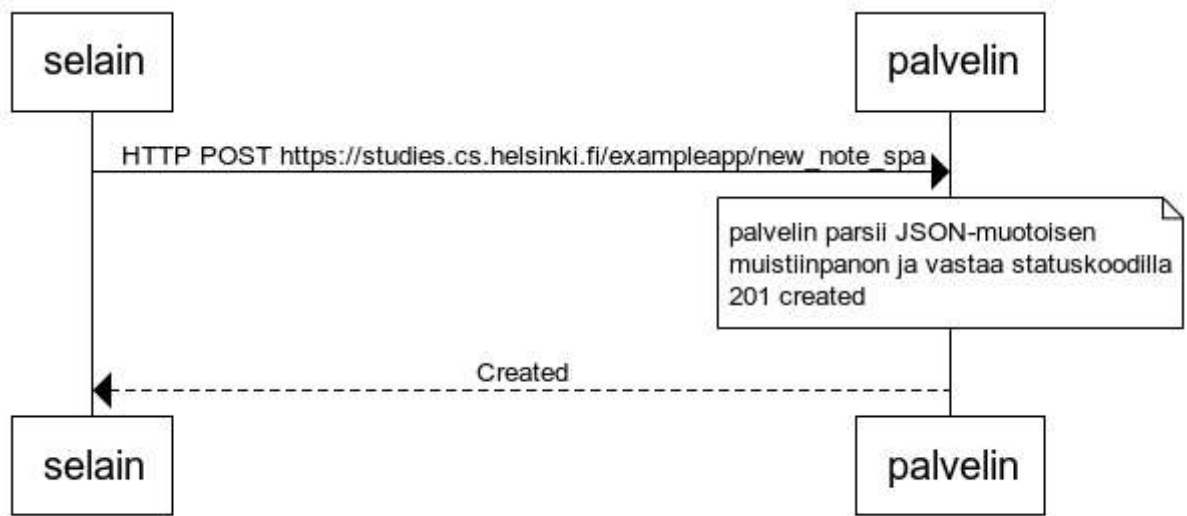 selain
palvelin
HTTP POST https://studies.cs.helsinki.fi/exampleapp/new_note_spa
palvelin parsii JSON-muotoisen
muistiinpanon ja vastaa statuskoodilla
201 created
Created
selain
palvelin